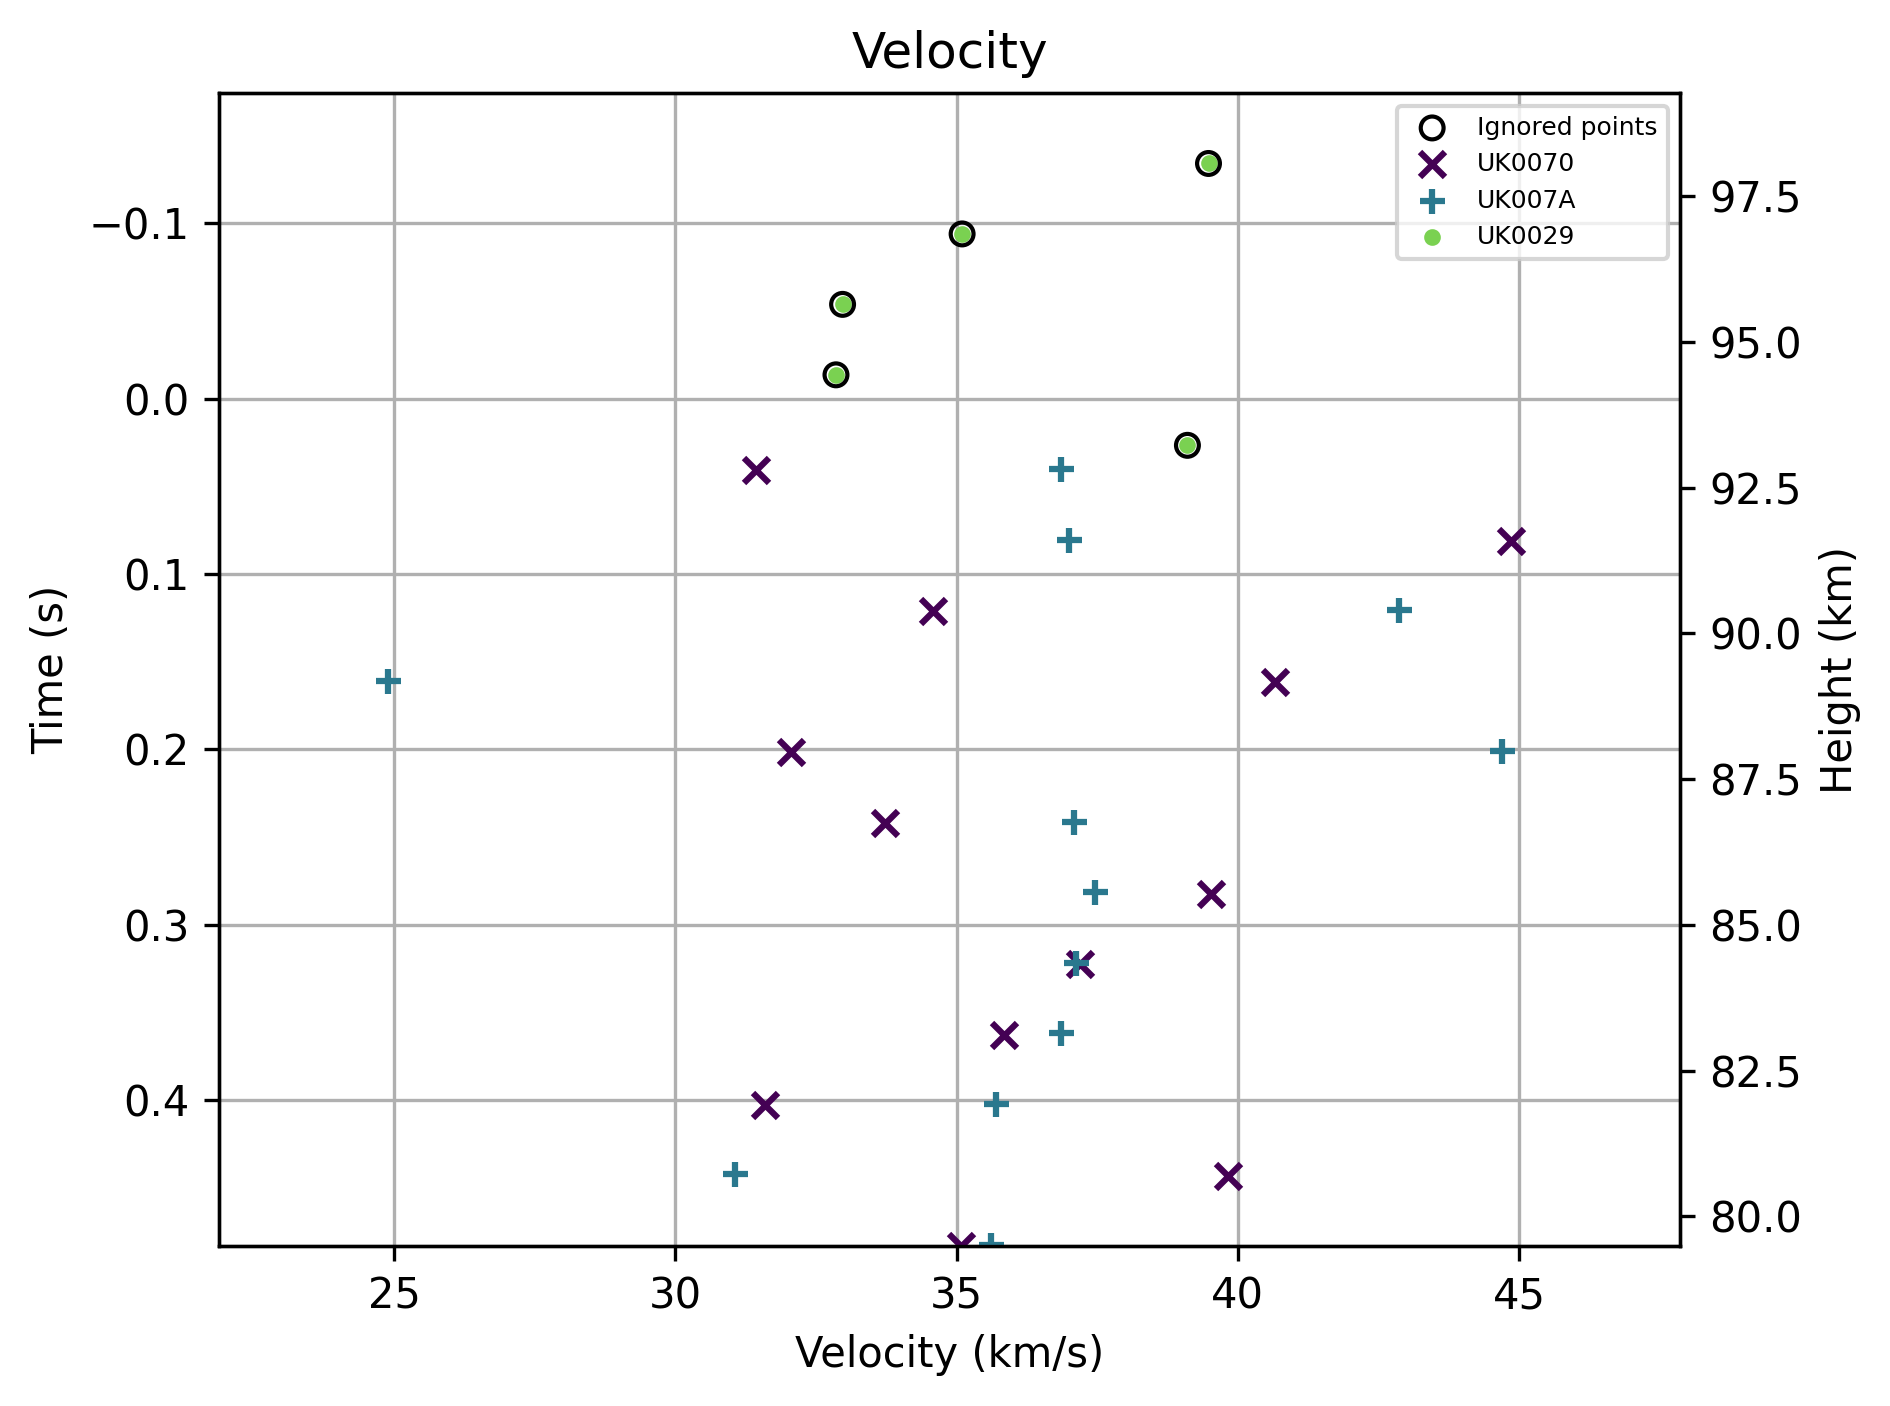 Velocity
Ignored points
UK0070
UK007A
UK0029
−0.1
0.0
0.1
0.2
0.3
0.4
Time (s)
97.5
95.0
92.5
90.0
87.5
85.0
82.5
80.0
Height (km)
25 30 35 40 45
Velocity (km/s)